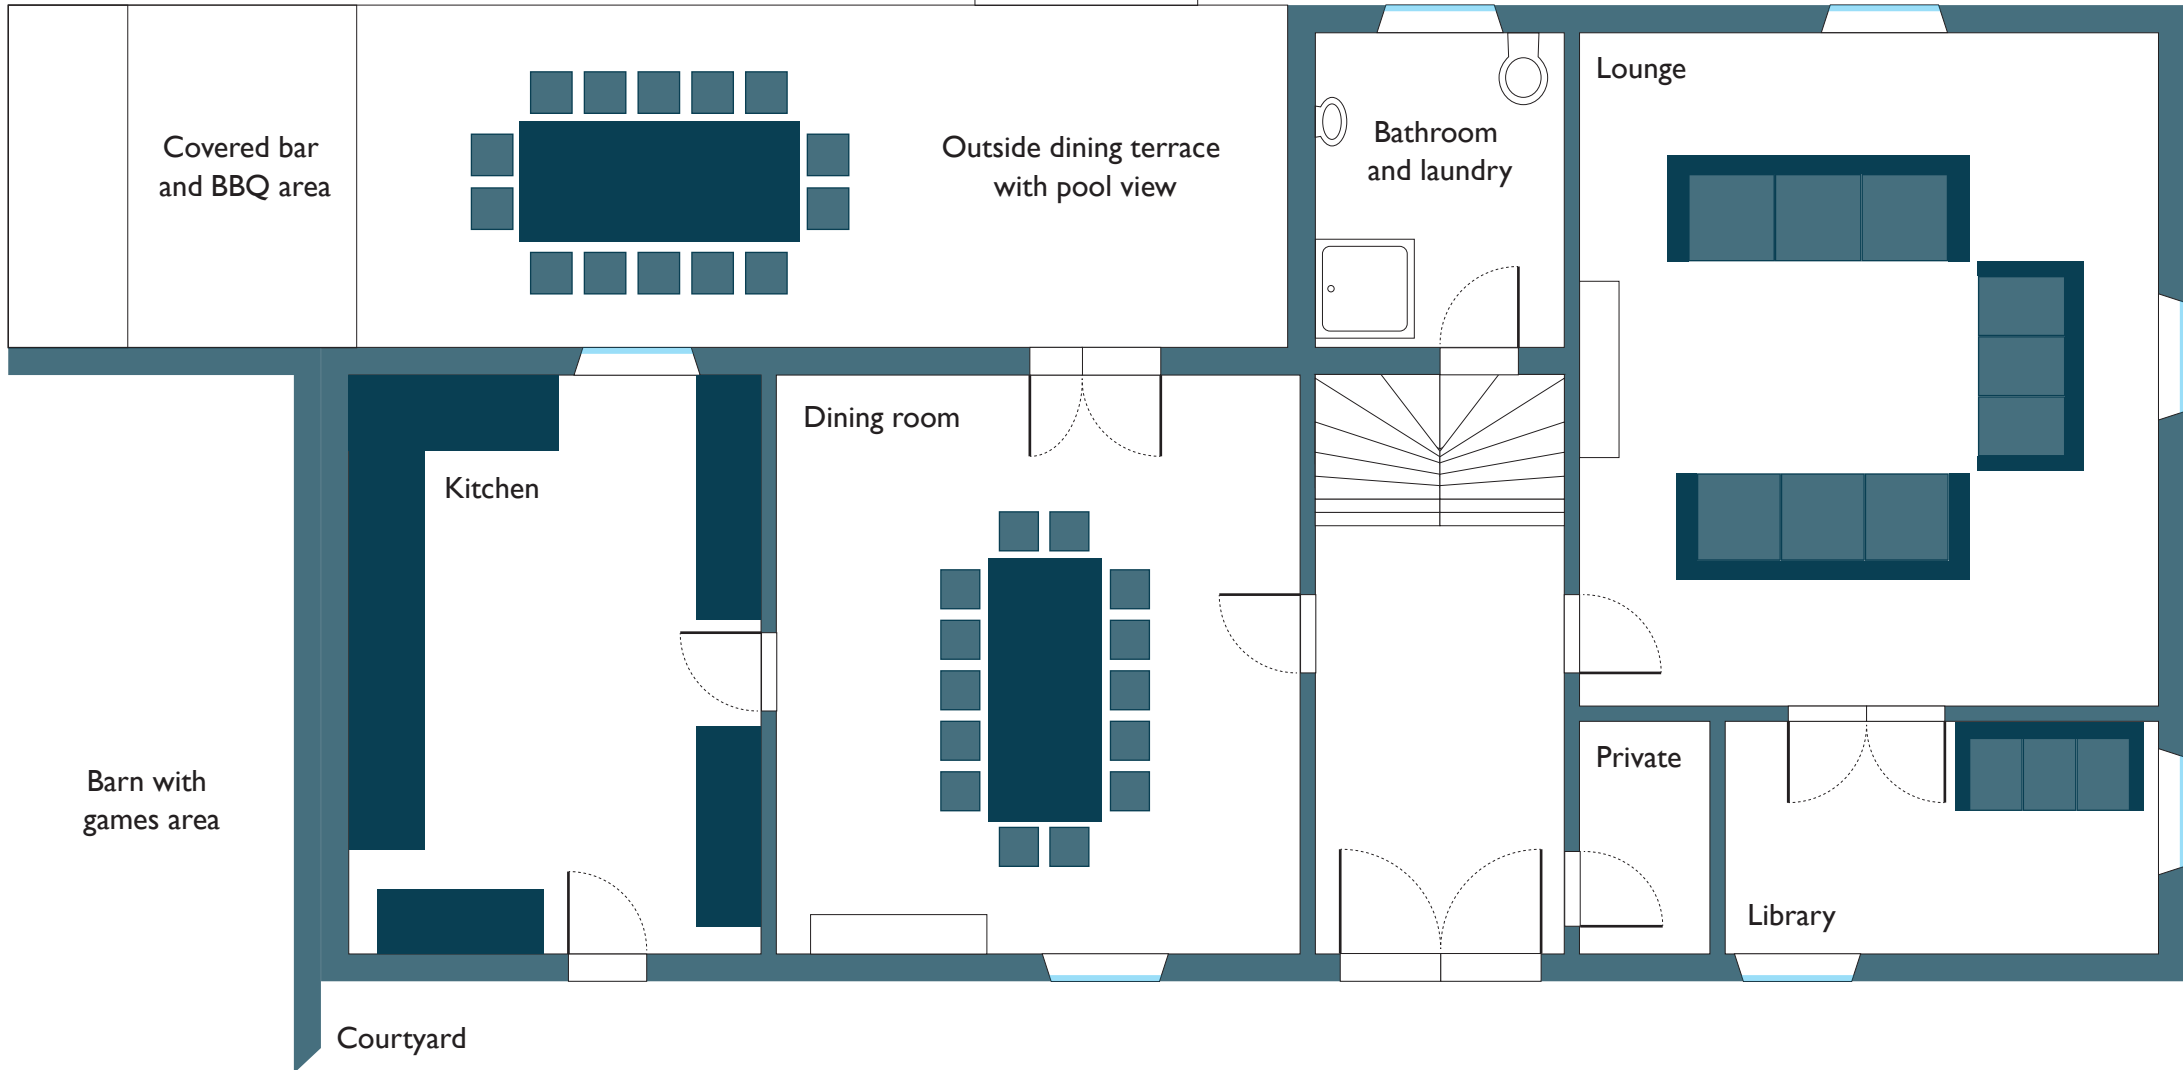 Covered bar
and BBQ area
Outside dining terrace
with pool view
Bathroom
and laundry
Lounge
Dining room
Kitchen
Private
Library
Barn with
games area
Courtyard